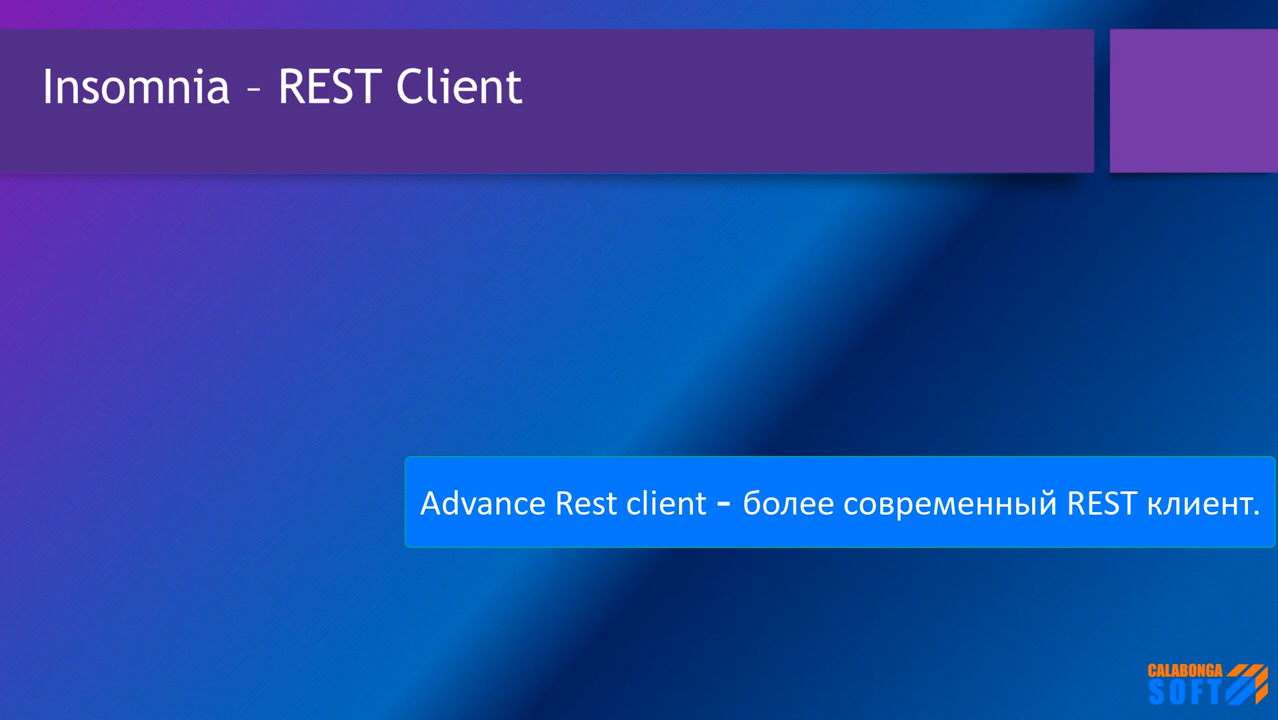 Insomnia – REST Client
Advance Rest client – более современный REST клиент.
CALABONGA
SOFT